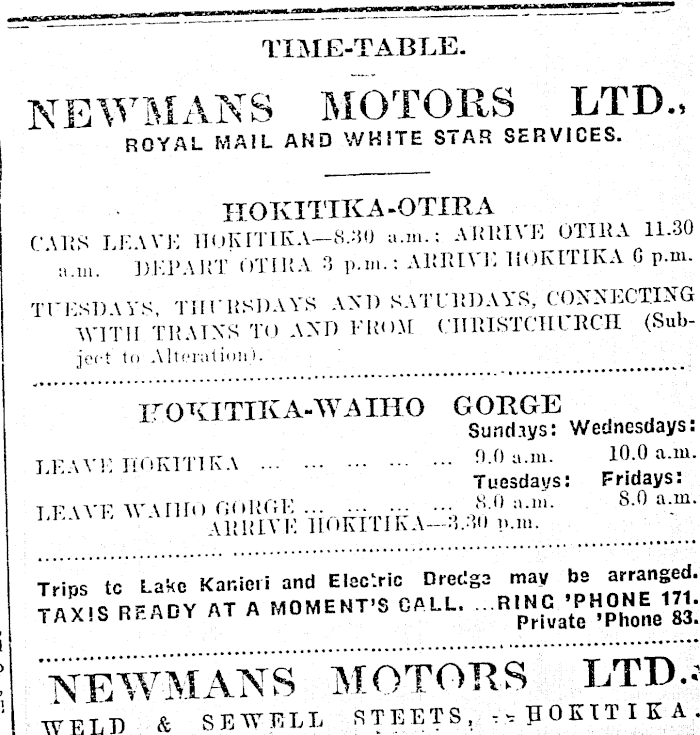 TIME-TABLE.
NEWMANS MOTORS LTD.,
ROYAL MAIL AND WHITE STAR SERVICES.
HOKITIKA-OTIRA
CARS LEAVE HOKITIKA—8.30 a.m.; ARRIVE OTIRA 11.30
a.m. DEPART OTIRA 3 p.m.; ARRIVE HOKITIKA 6 p.m.
TUESDAYS, THURSDAYS AND SATURDAYS, CONNECTING
WITH TRAINS TO AND FROM CHRISTCHURCH (Sub-
ject to Alteration).
HOKITIKA-WAIHO GORGE
Sundays: Wednesdays:
LEAVE HOKITIKA ... ... ... ... ... 9.0 a.m. 10.0 a.m.
Tuesdays: Fridays:
LEAVE WAIHO GORGE ... ... ... ... 8.0 a.m. 8.0 a.m.
ARRIVE HOKITIKA—3.30 p.m.
Trips to Lake Kanieri and Electric Dredge may be arranged.
TAXIS READY AT A MOMENT'S CALL. ...RING 'PHONE 171.
Private 'Phone 83.
NEWMANS MOTORS LTD.,
WELD & SEWELL STEETS, -- HOKITIKA.